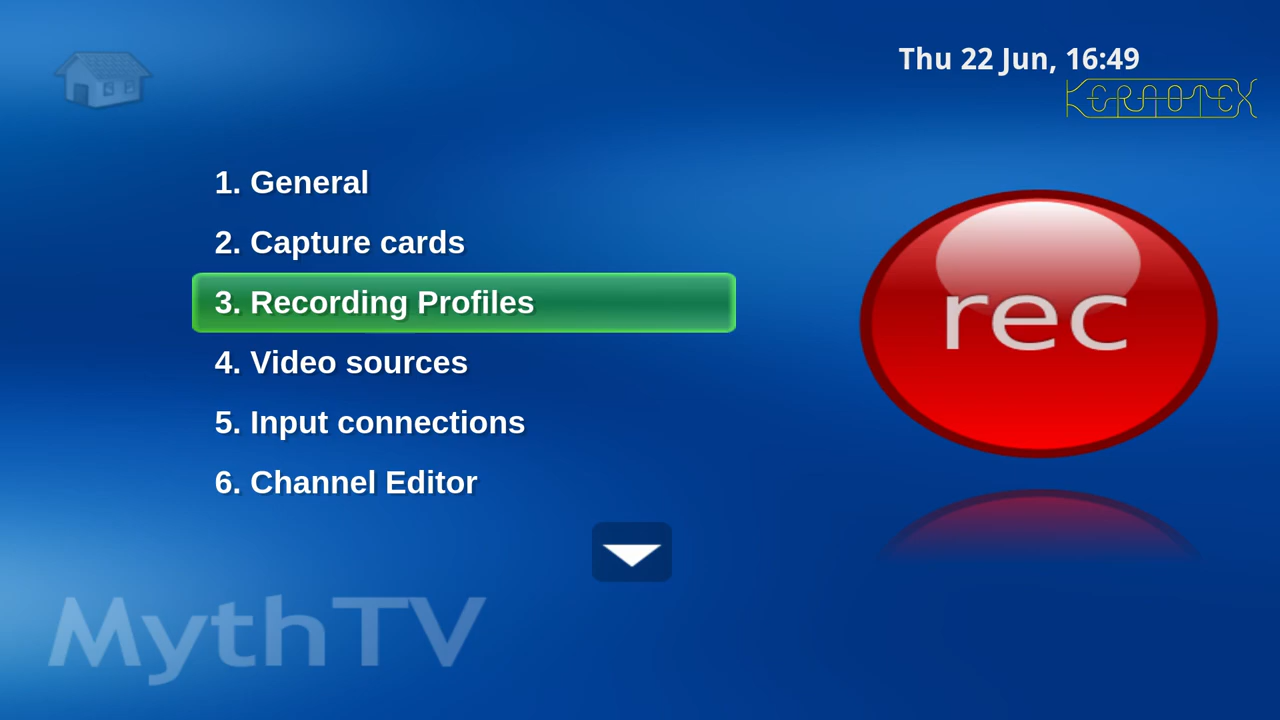 Thu 22 Jun, 16:49
KERAOTEX
1. General
2. Capture cards
3. Recording Profiles
4. Video sources
5. Input connections
6. Channel Editor
rec
MythTV